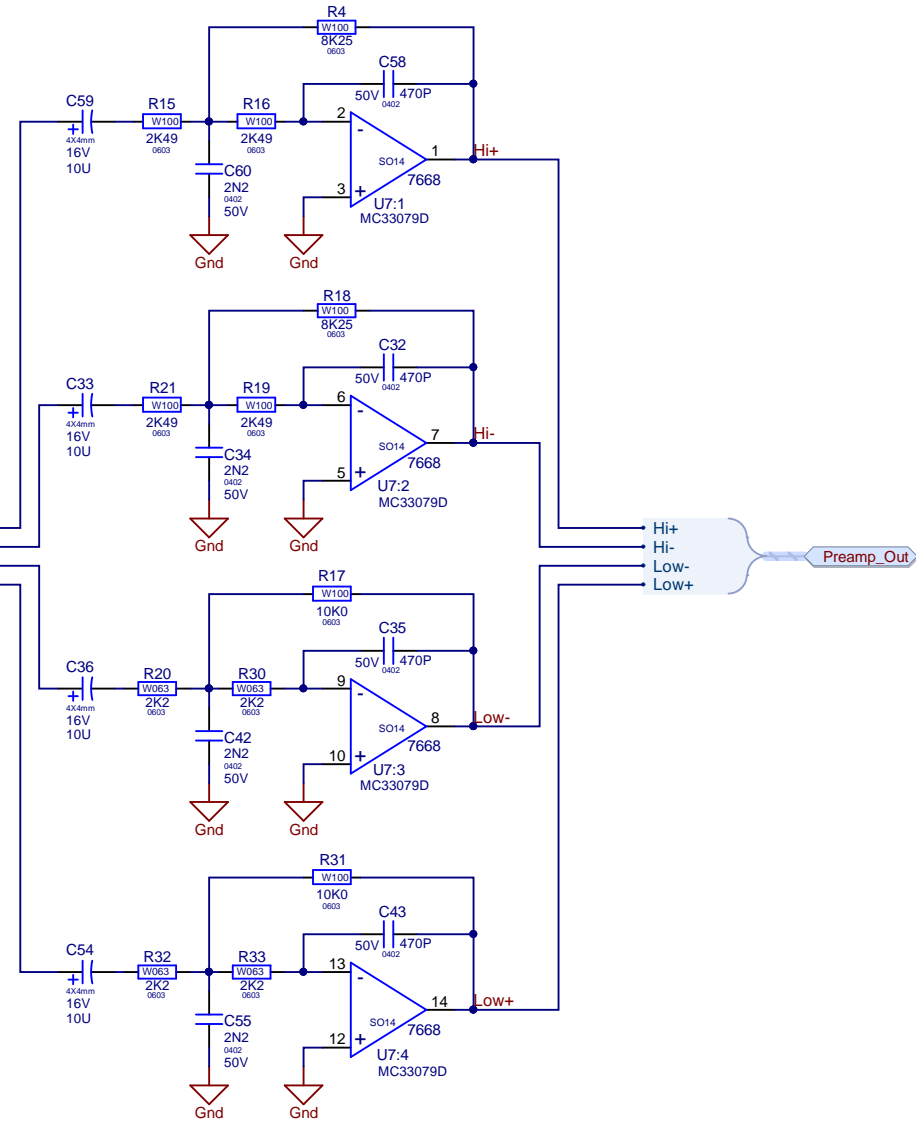 R4
W100
8K25
0603
C58
50V 470P
0402
C59
+
4X4mm
16V
10U
R15
W100
2K49
0603
R16
W100
2K49
0603
2
-
SO14
1
Hi+
7668
3
+
U7:1
MC33079D
C60
2N2
0402
50V
Gnd
Gnd
R18
W100
8K25
0603
C32
50V 470P
0402
C33
+
4X4mm
16V
10U
R21
W100
2K49
0603
R19
W100
2K49
0603
6
-
SO14
7
Hi-
7668
5
+
U7:2
MC33079D
C34
2N2
0402
50V
Gnd
Gnd
Hi+
Hi-
Low-
Low+
Preamp_Out
R17
W100
10K0
0603
C35
50V 470P
0402
C36
+
4X4mm
16V
10U
R20
W063
2K2
0603
R30
W063
2K2
0603
9
-
SO14
8
Low-
7668
10
+
U7:3
MC33079D
C42
2N2
0402
50V
Gnd
Gnd
R31
W100
10K0
0603
C43
50V 470P
0402
C54
+
4X4mm
16V
10U
R32
W063
2K2
0603
R33
W063
2K2
0603
13
-
SO14
14
Low+
7668
12
+
U7:4
MC33079D
C55
2N2
0402
50V
Gnd
Gnd